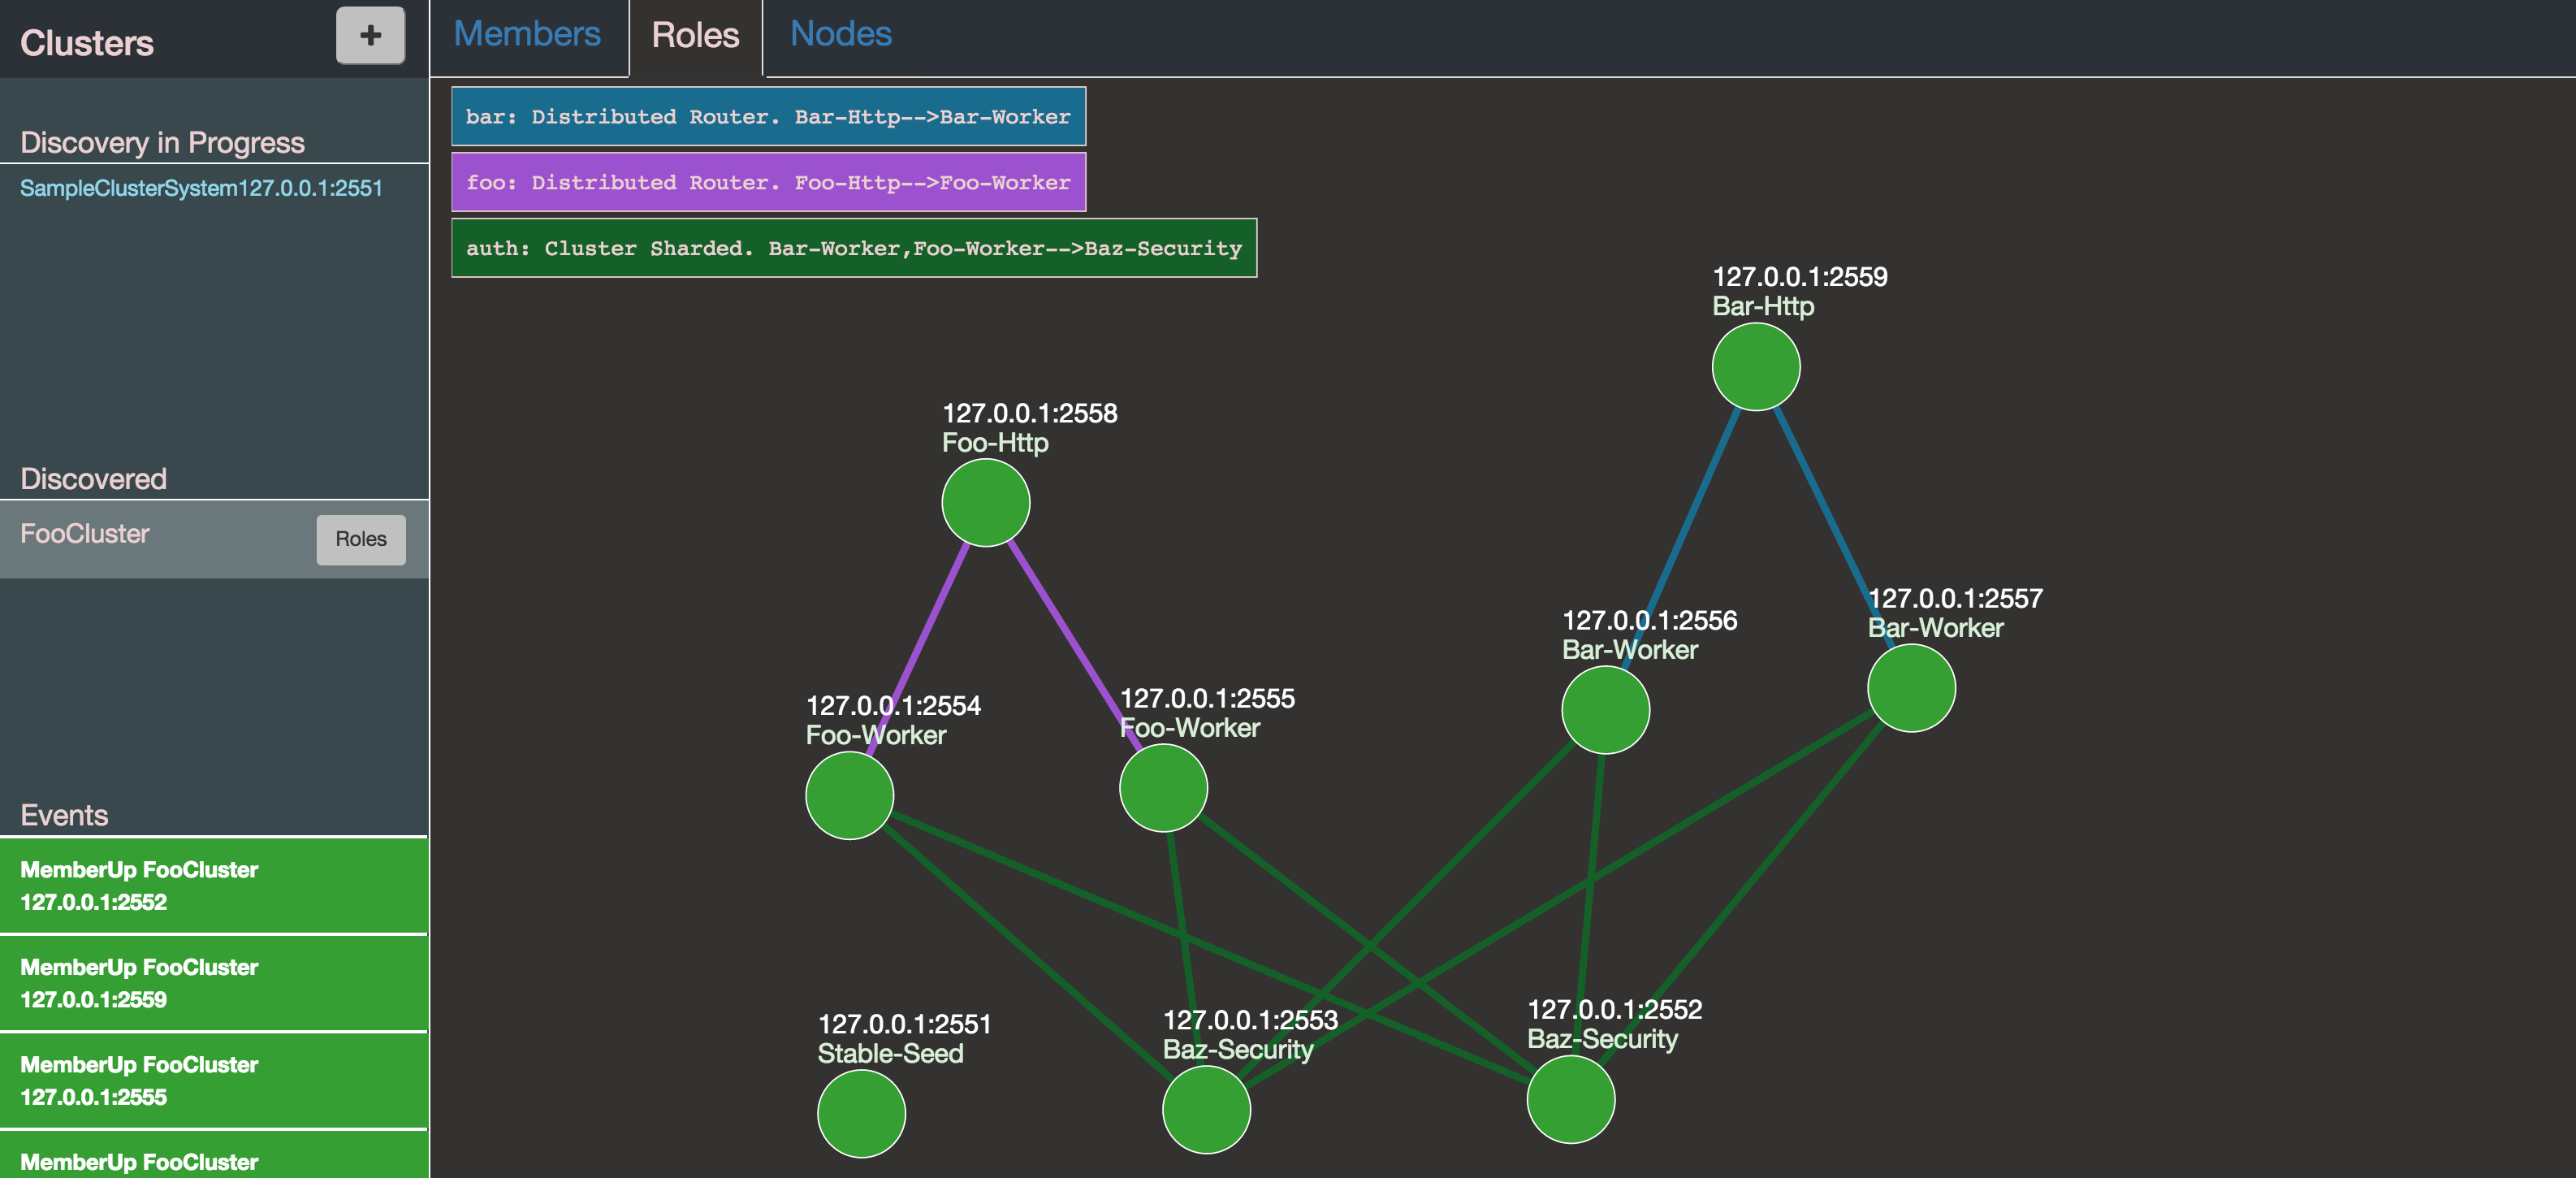 Clusters
+
Members
Roles
Nodes
Discovery in Progress
SampleClusterSystem127.0.0.1:2551
Discovered
FooCluster
Roles
Events
MemberUp FooCluster
127.0.0.1:2552
MemberUp FooCluster
127.0.0.1:2559
MemberUp FooCluster
127.0.0.1:2555
MemberUp FooCluster
bar: Distributed Router. Bar-Http-->Bar-Worker
foo: Distributed Router. Foo-Http-->Foo-Worker
auth: Cluster Sharded. Bar-Worker,Foo-Worker-->Baz-Security
127.0.0.1:2559
Bar-Http
127.0.0.1:2558
Foo-Http
127.0.0.1:2557
Bar-Worker
127.0.0.1:2556
Bar-Worker
127.0.0.1:2555
Foo-Worker
127.0.0.1:2554
Foo-Worker
127.0.0.1:2552
Baz-Security
127.0.0.1:2553
Baz-Security
127.0.0.1:2551
Stable-Seed